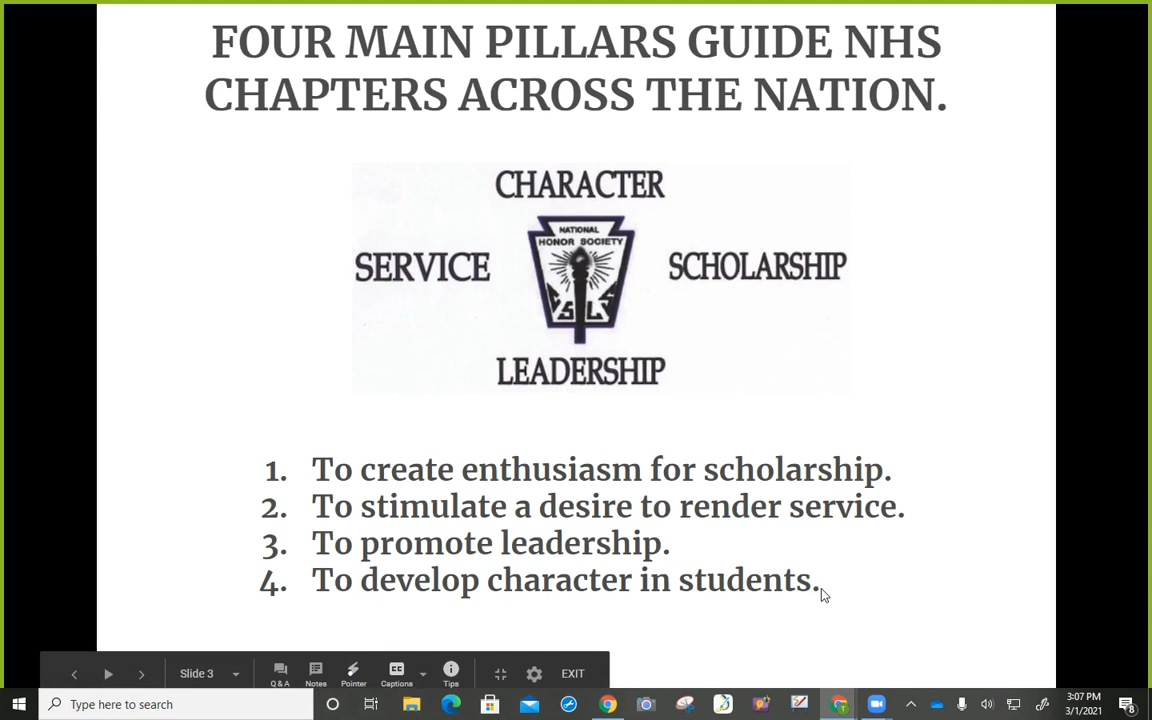 FOUR MAIN PILLARS GUIDE NHS
CHAPTERS ACROSS THE NATION.
CHARACTER
NATIONAL
HONOR SOCIETY
SERVICE
SCHOLARSHIP
LEADERSHIP
1. To create enthusiasm for scholarship.
2. To stimulate a desire to render service.
3. To promote leadership.
4. To develop character in students.
Slide 3
Q & A
Notes
Pointer
Captions
Tips
EXIT
Type here to search
3:07 PM
3/1/2021
8